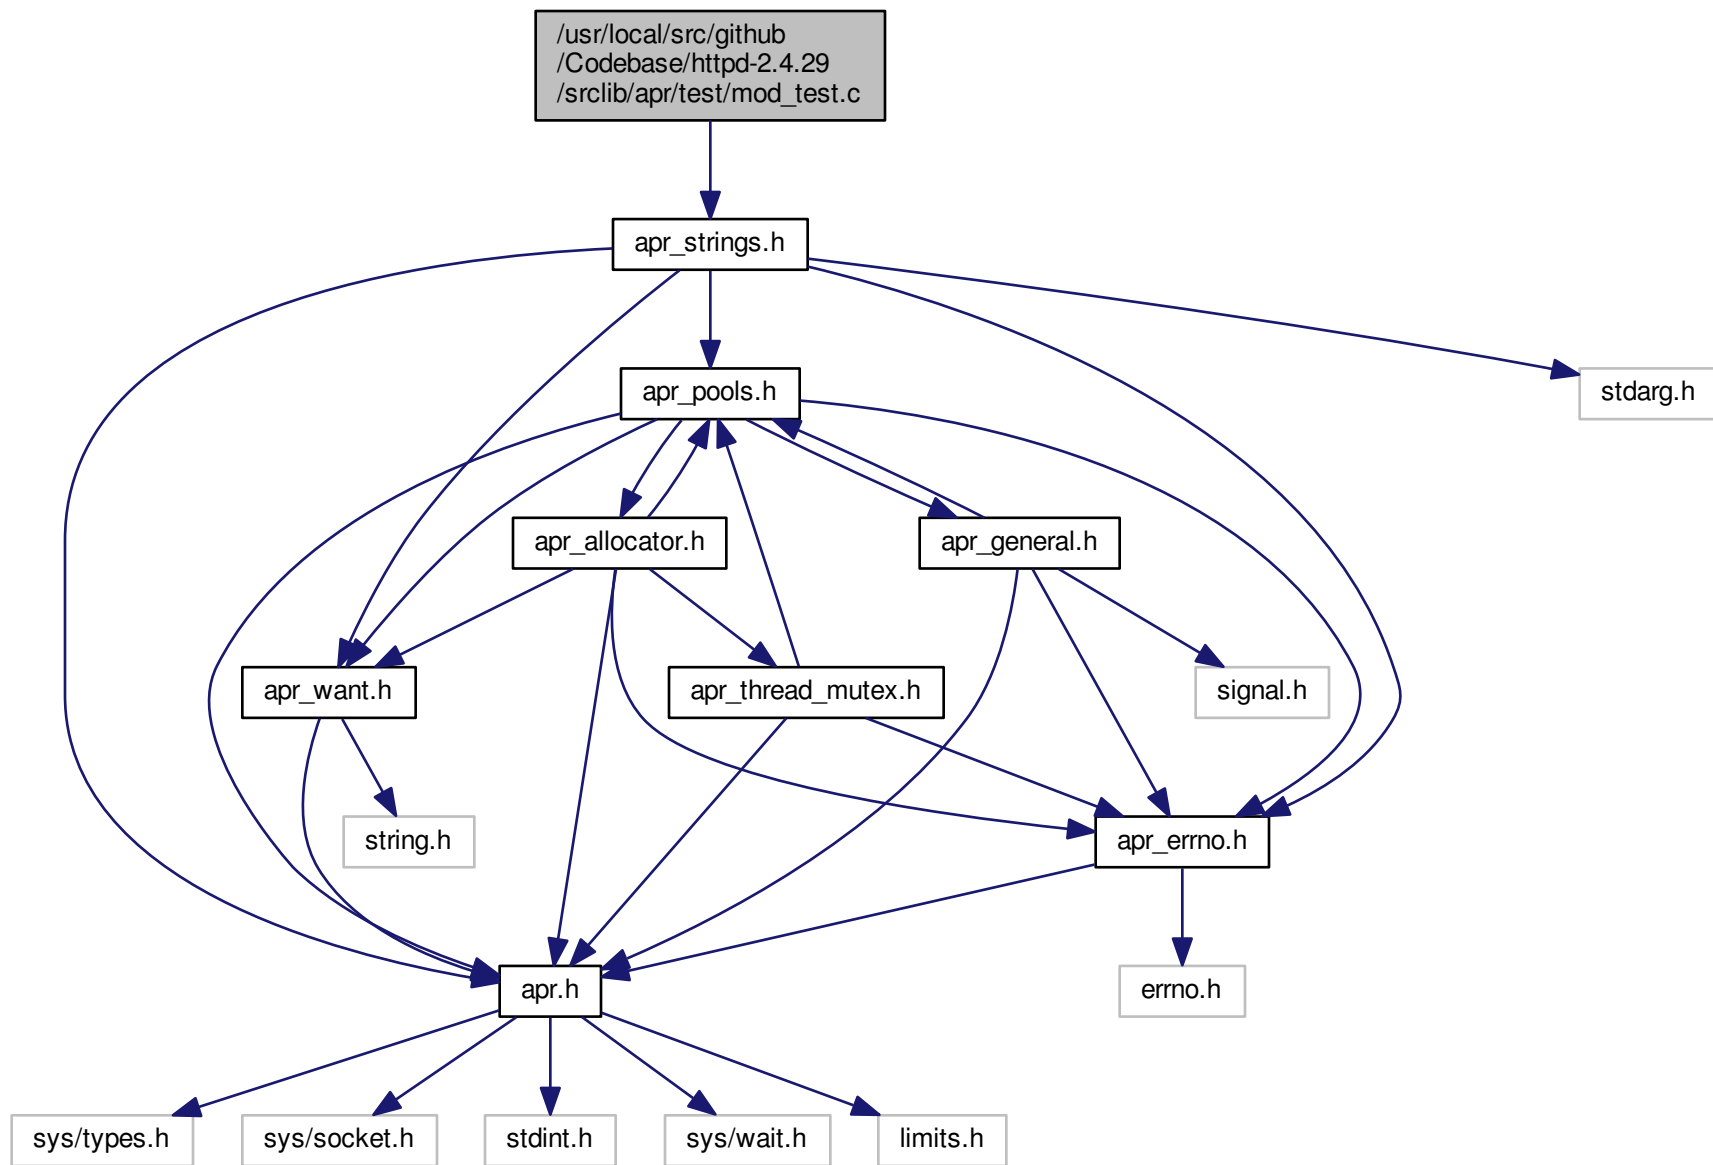 /usr/local/src/github
/Codebase/httpd-2.4.29
/srclib/apr/test/mod_test.c
apr_strings.h
apr_pools.h
stdarg.h
apr_allocator.h
apr_general.h
apr_want.h
apr_thread_mutex.h
signal.h
string.h
apr_errno.h
apr.h
errno.h
sys/types.h
sys/socket.h
stdint.h
sys/wait.h
limits.h